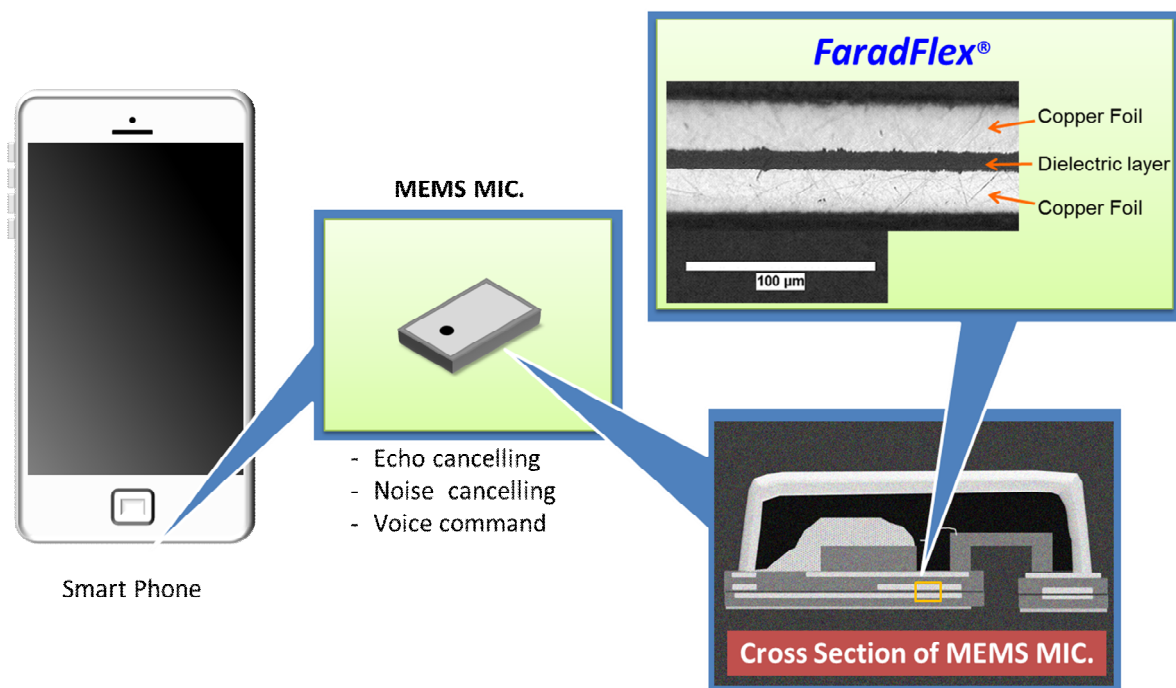 FaradFlex®
Copper Foil
Dielectric layer
Copper Foil
100 µm
MEMS MIC.
- Echo cancelling
- Noise cancelling
- Voice command
Smart Phone
Cross Section of MEMS MIC.